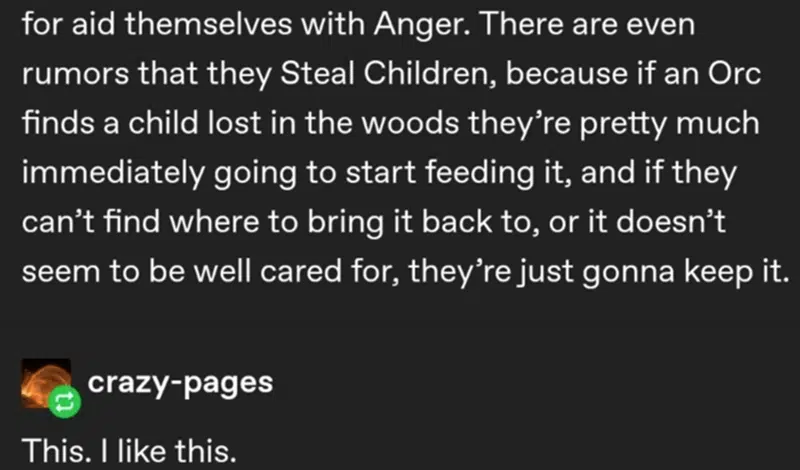 for aid themselves with Anger. There are even
rumors that they Steal Children, because if an Orc
finds a child lost in the woods they’re pretty much
immediately going to start feeding it, and if they
can’t find where to bring it back to, or it doesn’t
seem to be well cared for, they’re just gonna keep it.
crazy-pages
This. I like this.